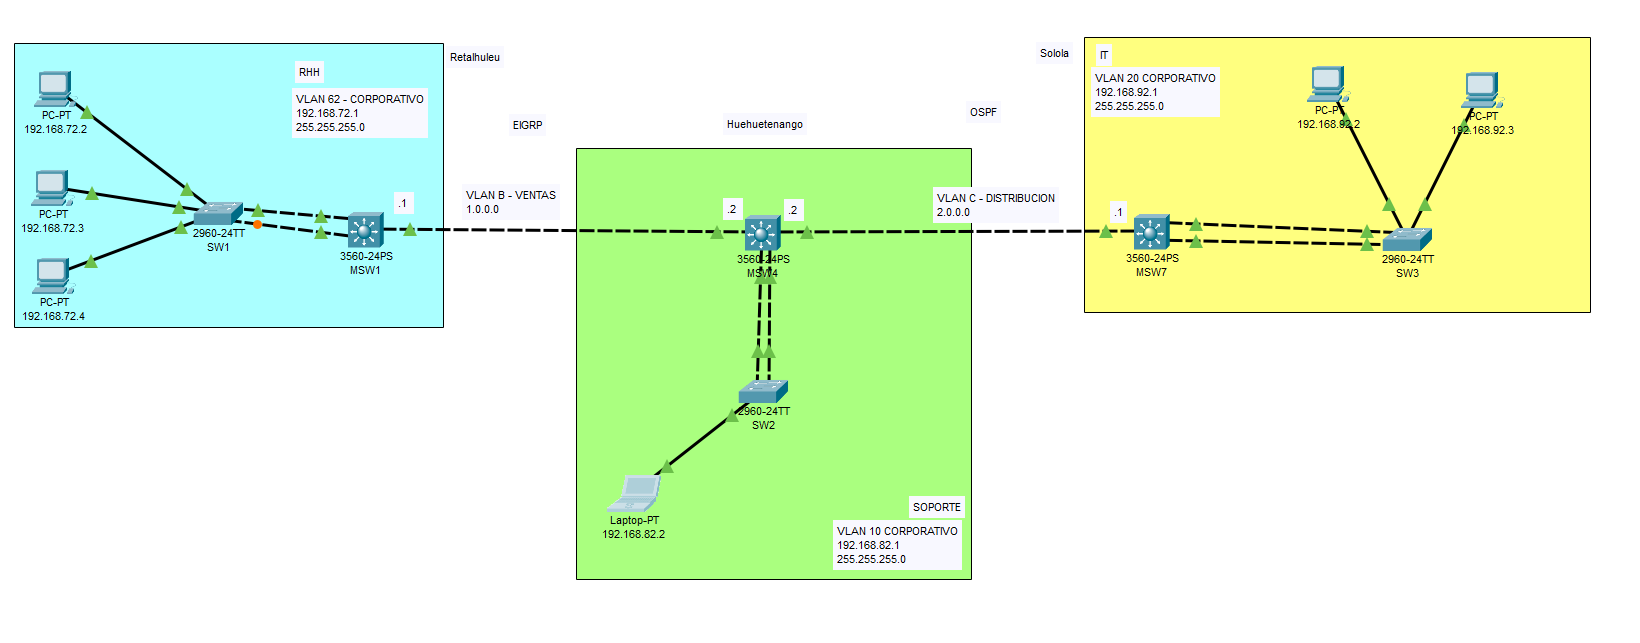 Retalhuleu
RHH
VLAN 62 - CORPORATIVO
192.168.72.1
255.255.255.0
PC-PT
192.168.72.2
PC-PT
192.168.72.3
PC-PT
192.168.72.4
2960-24TT
SW1
.1
3560-24PS
MSW1
EIGRP
VLAN B - VENTAS
1.0.0.0
Huehuetenango
.2
.2
3560-24PS
MSW4
2960-24TT
SW2
Laptop-PT
192.168.82.2
SOPORTE
VLAN 10 CORPORATIVO
192.168.82.1
255.255.255.0
OSPF
VLAN C - DISTRIBUCION
2.0.0.0
Solola
IT
VLAN 20 CORPORATIVO
192.168.92.1
255.255.255.0
.1
3560-24PS
MSW7
PC-PT
192.168.92.2
PC-PT
192.168.92.3
2960-24TT
SW3